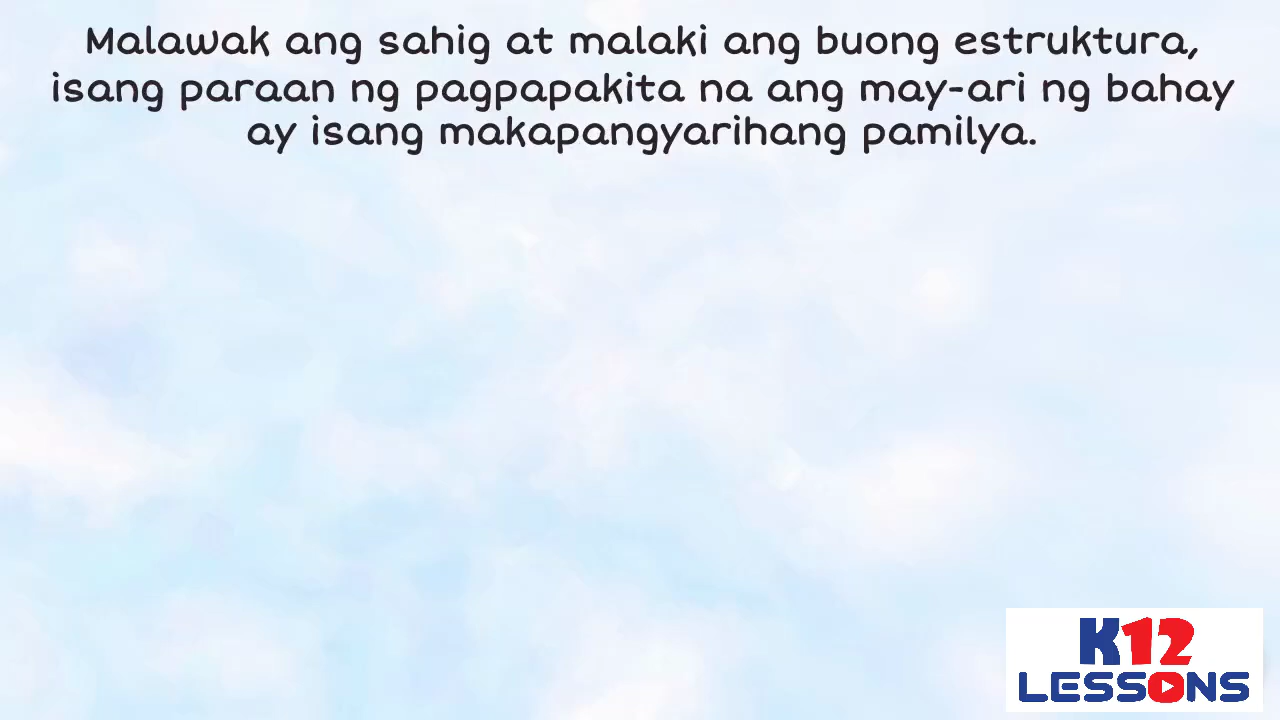 Malawak ang sahig at malaki ang buong estruktura,
isang paraan ng pagpapakita na ang may-ari ng bahay
ay isang makapangyarihang pamilya.
K12
LESSONS